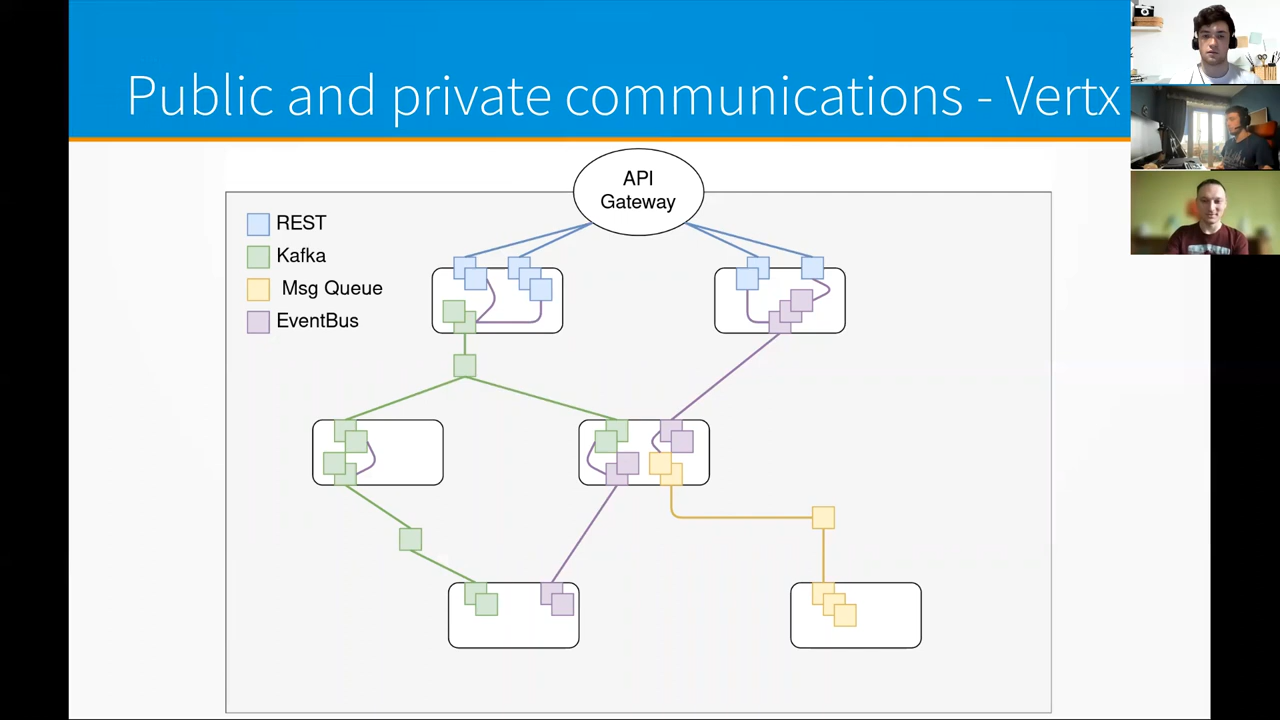 Public and private communications - Vertx
API
Gateway
REST
Kafka
Msg Queue
EventBus